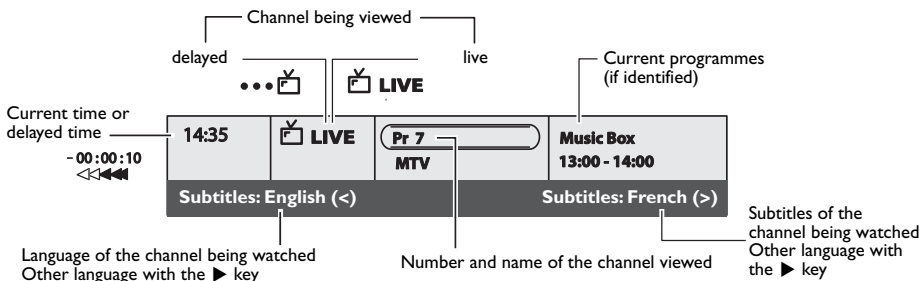 Channel being viewed
delayed
live
LIVE
Current programmes
(if identified)
Current time or
delayed time
- 00 : 00 : 10
14:35
LIVE
Pr 7
MTV
Music Box
13:00 - 14:00
Subtitles: English (<)
Subtitles: French (>)
Language of the channel being watched
Other language with the ▶ key
Number and name of the channel viewed
Subtitles of the
channel being watched
Other language with
the ▶ key